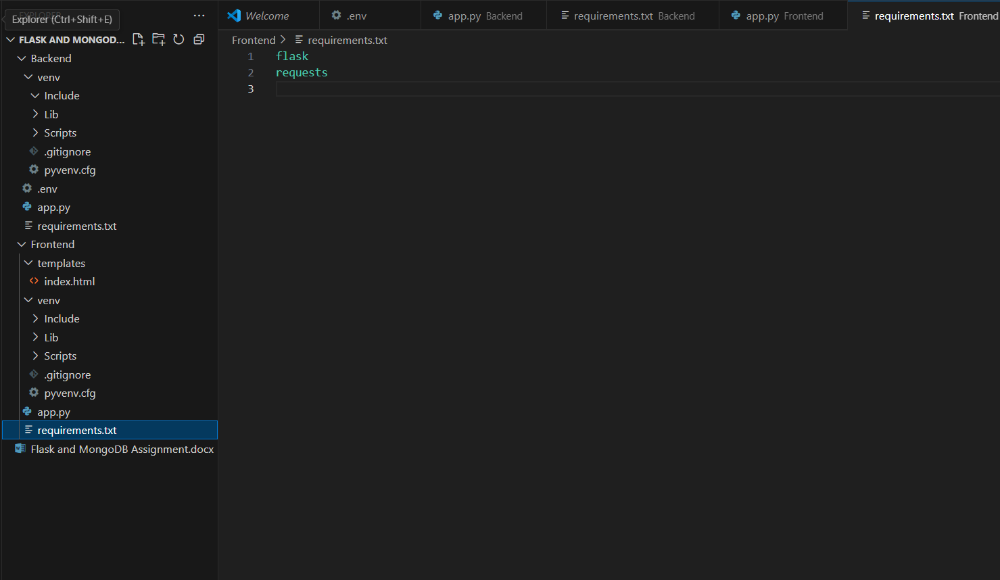 EXPLORER
Explorer (Ctrl+Shift+E)
FLASK AND MONGOD...
Backend
venv
Include
Lib
Scripts
.gitignore
pyvenv.cfg
.env
app.py
requirements.txt
Frontend
templates
index.html
venv
Include
Lib
Scripts
.gitignore
pyvenv.cfg
app.py
requirements.txt
Flask and MongoDB Assignment.docx
Welcome
.env
app.py Backend
requirements.txt Backend
app.py Frontend
requirements.txt Frontend
Frontend > requirements.txt
1 flask
2 requests
3